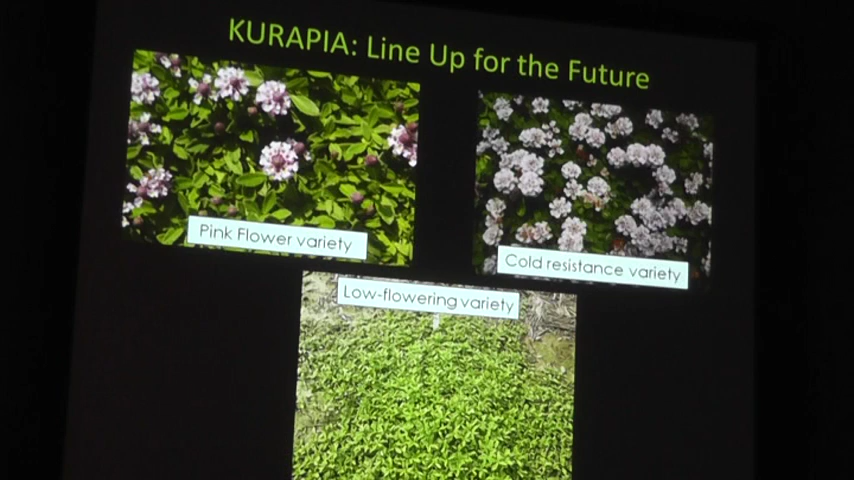 KURAPIA: Line Up for the Future
Pink Flower variety
Cold resistance variety
Low-flowering variety